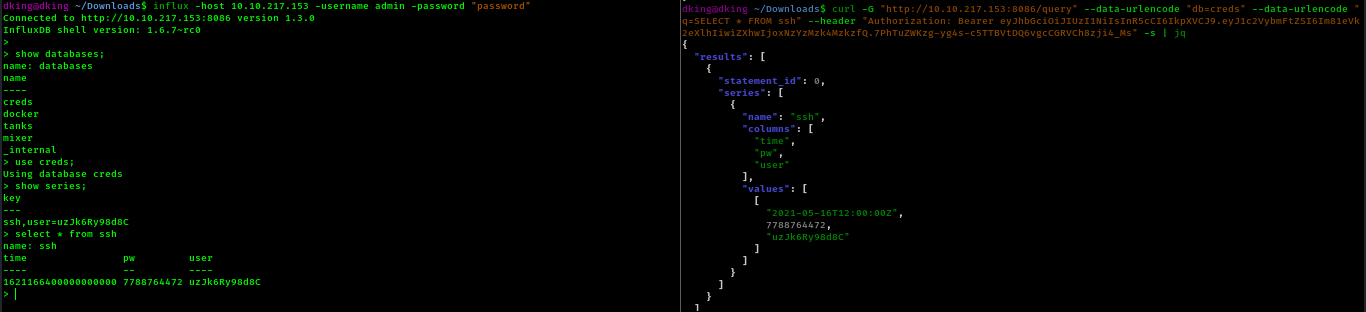 dking@dking ~/Downloads$ influx -host 10.10.217.153 -username admin -password "password"
Connected to http://10.10.217.153:8086 version 1.3.0
InfluxDB shell version: 1.6.7~rc0
>
> show databases;
name: databases
name
----
creds
docker
tanks
mixer
_internal
> use creds;
Using database creds
> show series;
key
---
ssh,user=uzJk6Ry98d8C
> select * from ssh
name: ssh
time pw user
---- -- ----
1621166400000000000 7788764472 uzJk6Ry98d8C
>
dking@dking ~/Downloads$ curl -G "http://10.10.217.153:8086/query" --data-urlencode "db=creds" --data-urlencode "
q=SELECT * FROM ssh" --header "Authorization: Bearer
-s | jq
{
"results": [
{
"statement_id": 0,
"series": [
{
"name": "ssh",
"columns": [
"time",
"pw",
"user"
],
"values": [
[
"2021-05-16T12:00:00Z",
7788764472,
"uzJk6Ry98d8C"
]
]
}
]
}
]